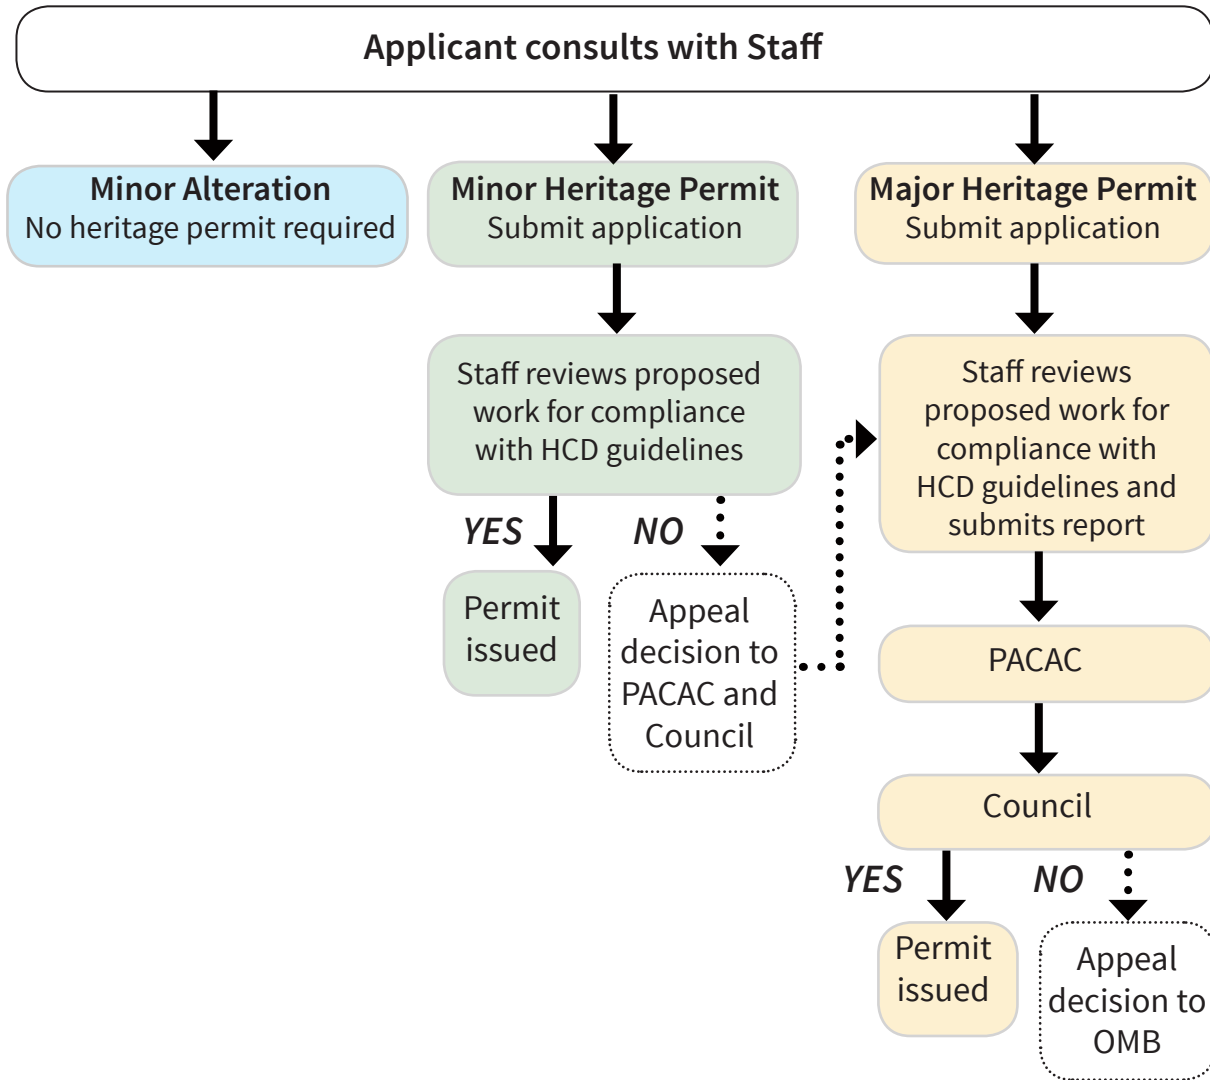 Applicant consults with Staff
Minor Alteration
No heritage permit required
Minor Heritage Permit
Submit application
Major Heritage Permit
Submit application
Staff reviews proposed
work for compliance
with HCD guidelines
YES
NO
Permit
issued
Appeal
decision to
PACAC and
Council
Staff reviews
proposed work for
compliance with
HCD guidelines and
submits report
PACAC
Council
YES
NO
Permit
issued
Appeal
decision to
OMB